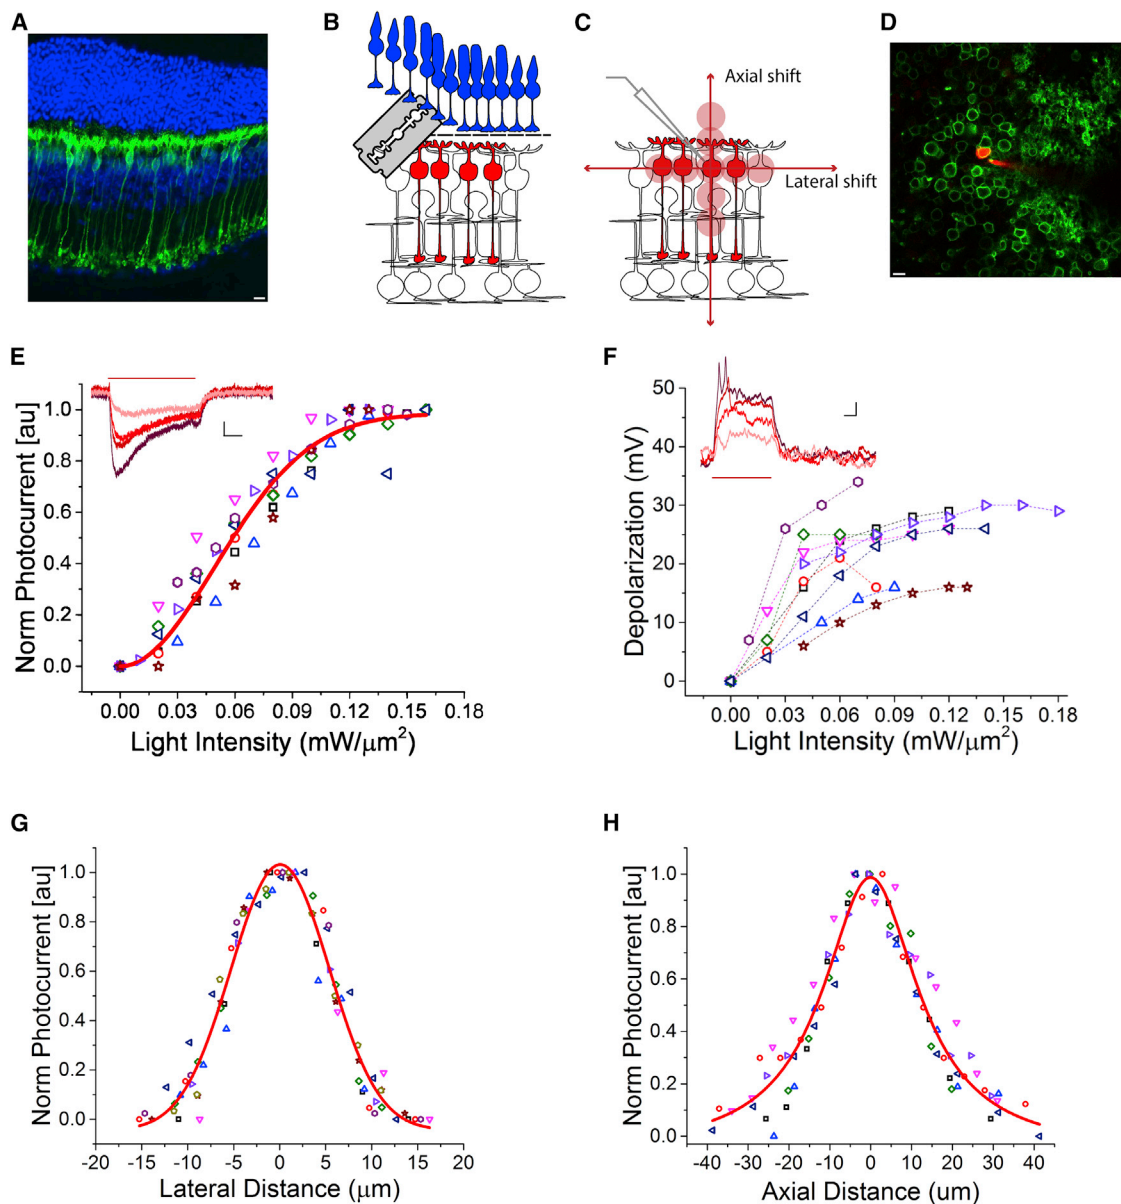 A
B
C
Axial shift
Lateral shift
D
E
Norm Photocurrent [au]
1.0
0.8
0.6
0.4
0.2
0.0
0.00 0.03 0.06 0.09 0.12 0.15 0.18
Light Intensity (mW/μm²)
F
Depolarization (mV)
50
40
30
20
10
0
0.00 0.03 0.06 0.09 0.12 0.15 0.18
Light Intensity (mW/μm²)
G
Norm Photocurrent [au]
1.0
0.8
0.6
0.4
0.2
0.0
-20 -15 -10 -5 0 5 10 15 20
Lateral Distance (μm)
H
Norm Photocurrent [au]
1.0
0.8
0.6
0.4
0.2
0.0
-40 -30 -20 -10 0 10 20 30 40
Axial Distance (um)